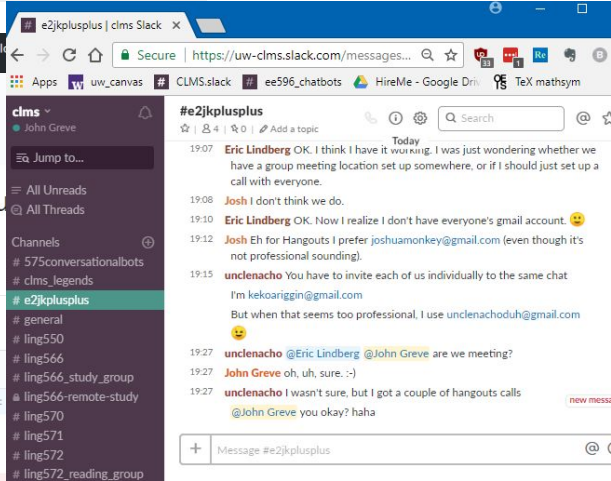 e2jkplusplus | clms Slack
Secure | https://uw-clms.slack.com/messages...
33
1
Re
Apps
W uw_canvas
# CLMS.slack
# ee596_chatbots
HireMe - Google Driv
TeX mathsym
clms
John Greve
Jump to...
All Unreads
All Threads
Channels
# 575conversationalbots
# clms_legends
# e2jkplusplus
# general
# ling550
# ling566
# ling566_study_group
ling566-remote-study
# ling570
# ling571
# ling572
# ling572_reading_group
#e2jkplusplus
4 | 0 | Add a topic
Search
@
Today
19:07 Eric Lindberg OK. I think I have it working. I was just wondering whether we
have a group meeting location set up somewhere, or if I should just set up a
call with everyone.
19:08 Josh I don't think we do.
19:10 Eric Lindberg OK. Now I realize I don't have everyone's gmail account.
19:12 Josh Eh for Hangouts I prefer joshuamonkey@gmail.com (even though it's
not professional sounding).
19:15 unclenacho You have to invite each of us individually to the same chat
I'm kekoariggin@gmail.com
But when that seems too professional, I use unclenachoduh@gmail.com
19:27 unclenacho @Eric Lindberg @John Greve are we meeting?
19:27 John Greve oh, uh, sure. :-)
19:27 unclenacho I wasn't sure, but I got a couple of hangouts calls
new messa
@John Greve you okay? haha
+ Message #e2jkplusplus @